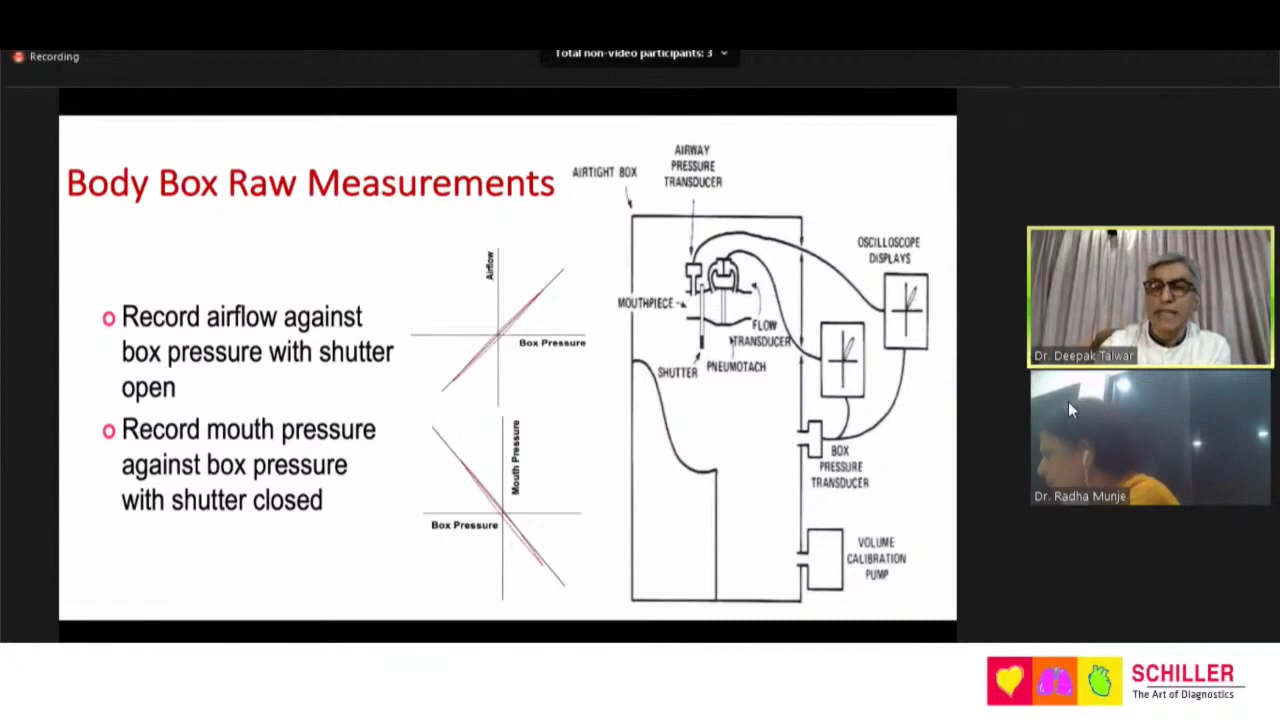 Recording
Total non-video participants: 3
Body Box Raw Measurements
Record airflow against
box pressure with shutter
open
Record mouth pressure
against box pressure
with shutter closed
Airflow
Box Pressure
Mouth Pressure
Box Pressure
AIRTIGHT BOX
AIRWAY
PRESSURE
TRANSDUCER
OSCILLOSCOPE
DISPLAYS
MOUTHPIECE
FLOW
TRANSDUCER
SHUTTER
PNEUMOTACH
BOX
PRESSURE
TRANSDUCER
VOLUME
CALIBRATION
PUMP
Dr. Deepak Talwar
Dr. Radha Munje
SCHILLER
The Art of Diagnostics